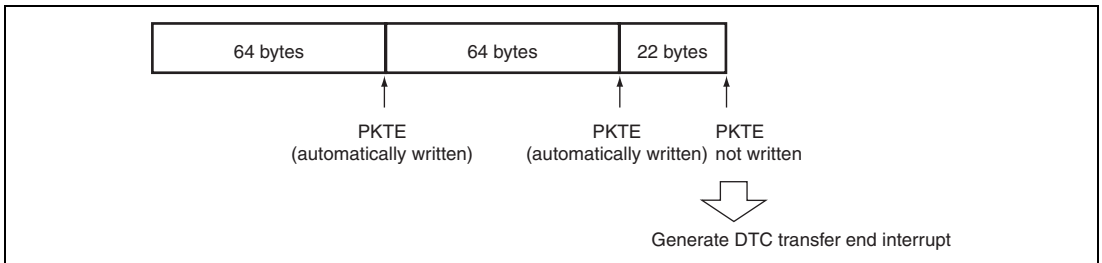 64 bytes 64 bytes 22 bytes
PKTE PKTE PKTE
(automatically written) (automatically written) not written
Generate DTC transfer end interrupt